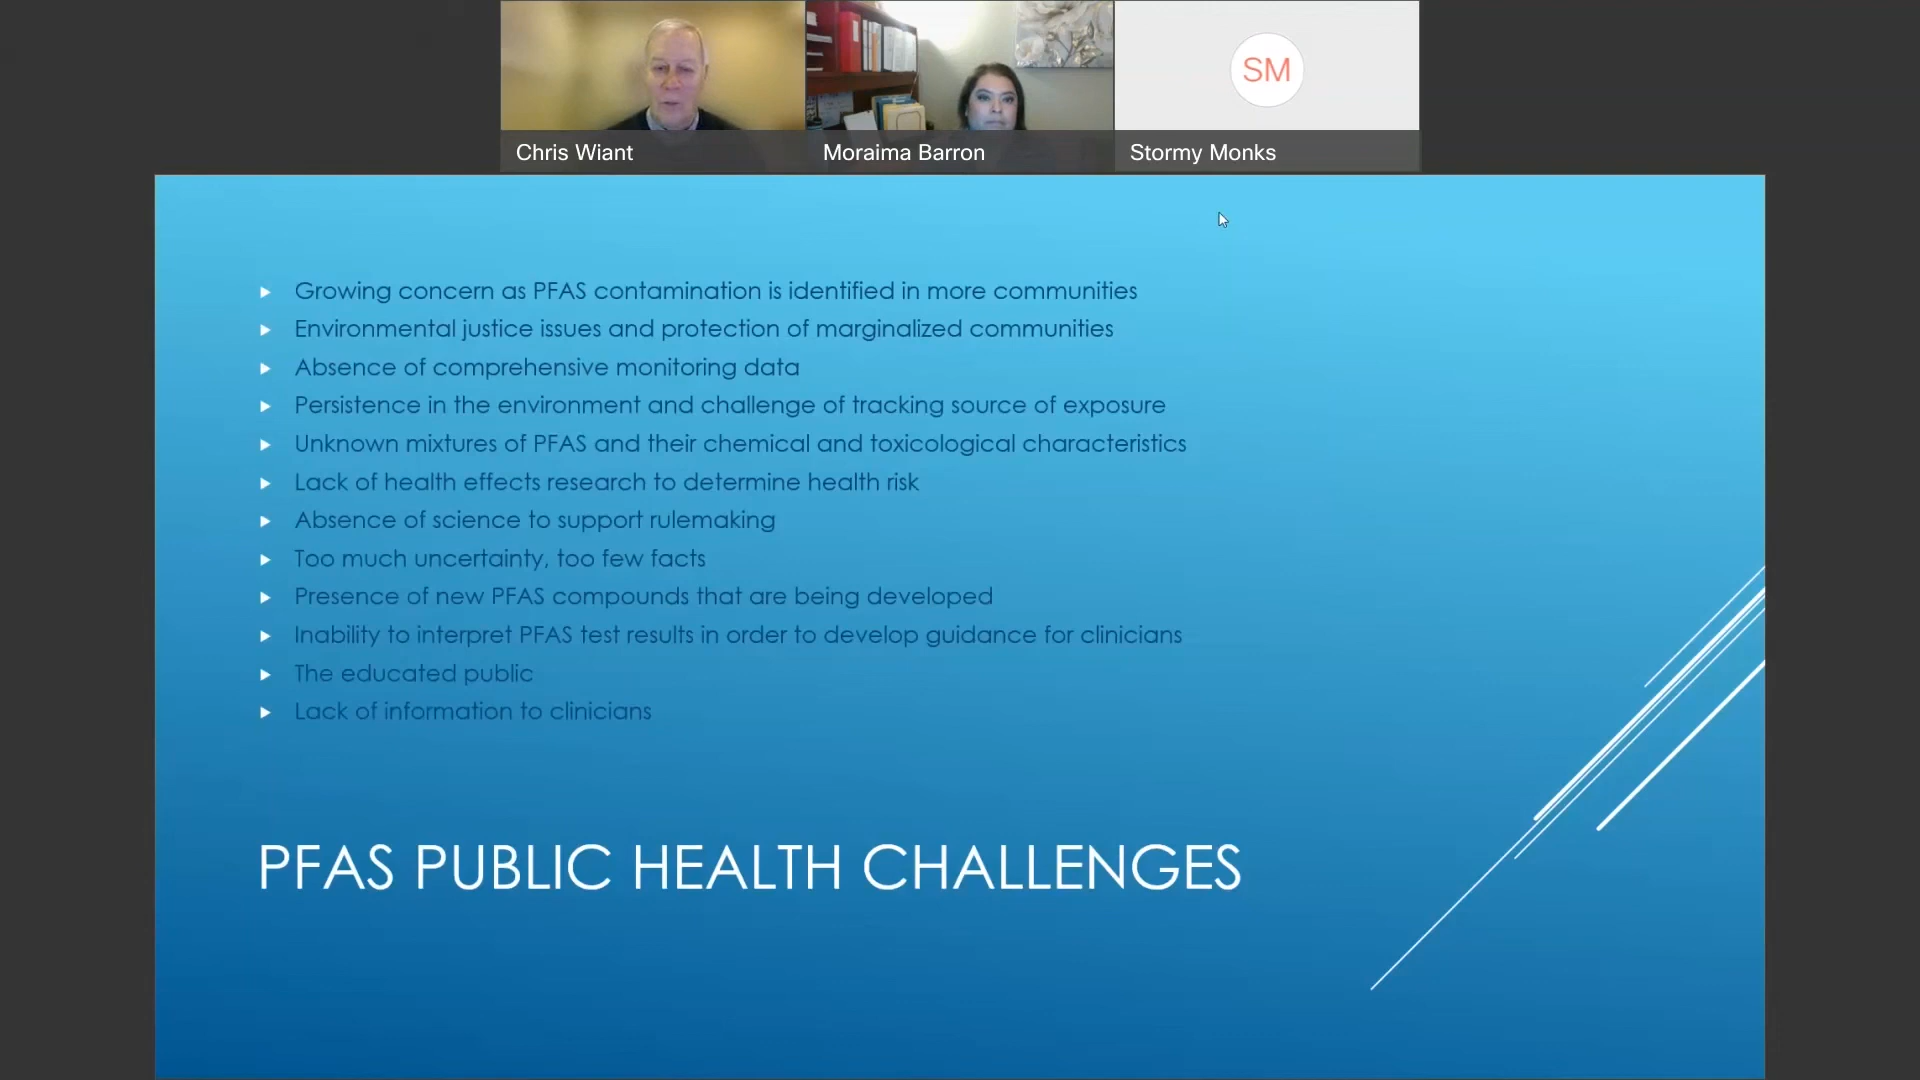 SM
Chris Wiant
Moraima Barron
Stormy Monks
Growing concern as PFAS contamination is identified in more communities
Environmental justice issues and protection of marginalized communities
Absence of comprehensive monitoring data
Persistence in the environment and challenge of tracking source of exposure
Unknown mixtures of PFAS and their chemical and toxicological characteristics
Lack of health effects research to determine health risk
Absence of science to support rulemaking
Too much uncertainty, too few facts
Presence of new PFAS compounds that are being developed
Inability to interpret PFAS test results in order to develop guidance for clinicians
The educated public
Lack of information to clinicians
PFAS PUBLIC HEALTH CHALLENGES